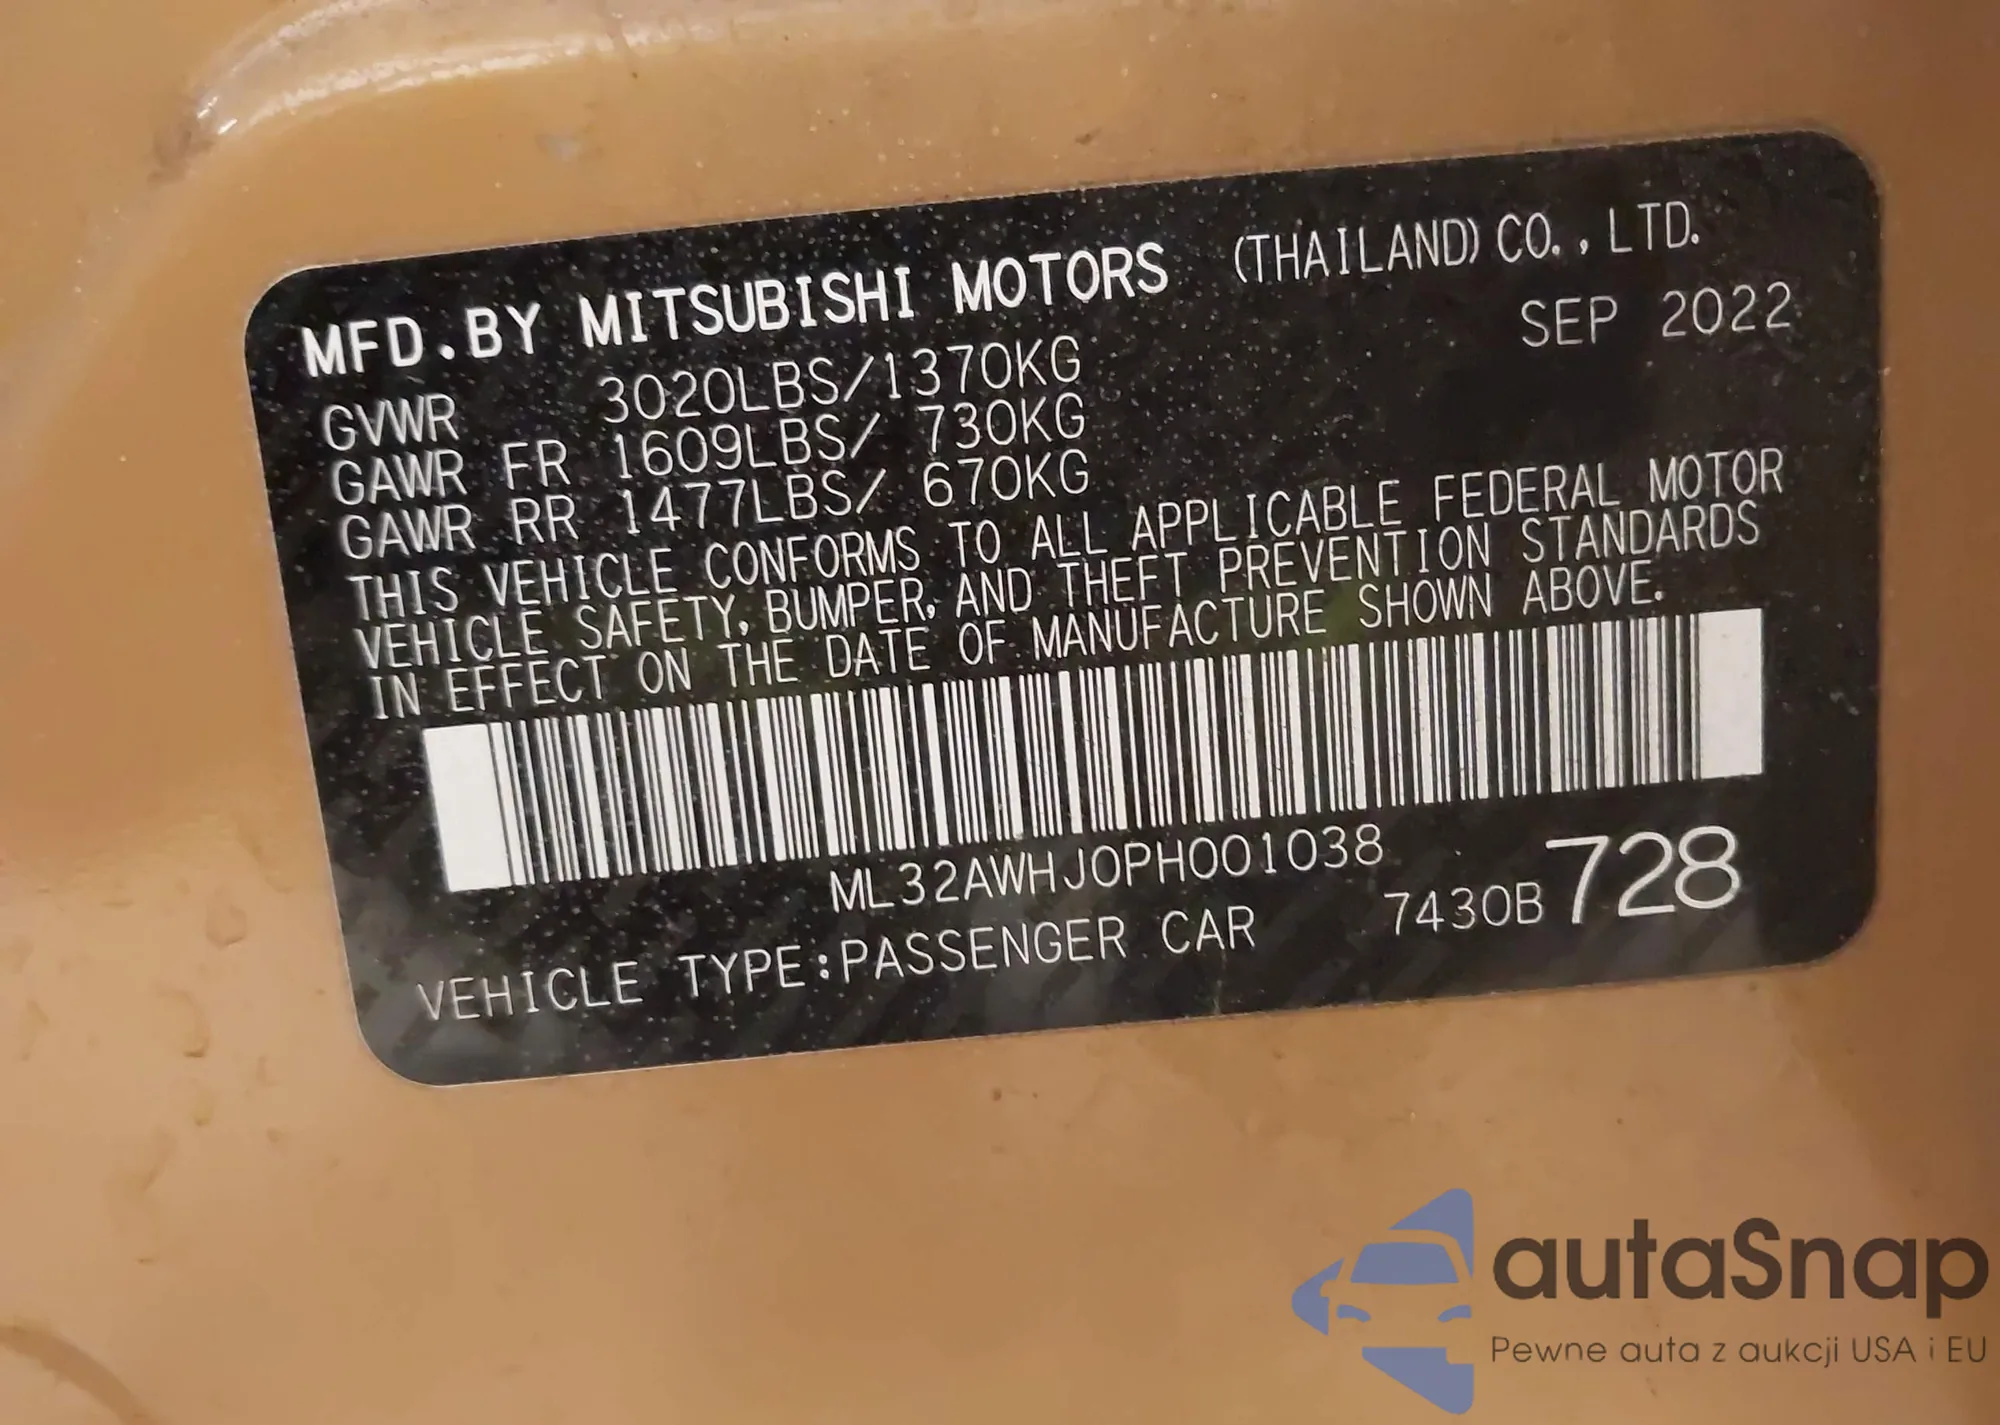 MFD.BY MITSUBISHI MOTORS (THAILAND) CO., LTD.
SEP 2022
GVWR 3020LBS/1370KG
GAWR FR 1609LBS/ 730KG
GAWR RR 1477LBS/ 670KG
THIS VEHICLE CONFORMS TO ALL APPLICABLE FEDERAL MOTOR
VEHICLE SAFETY, BUMPER, AND THEFT PREVENTION STANDARDS
IN EFFECT ON THE DATE OF MANUFACTURE SHOWN ABOVE.
ML32AWHJ0PH001038
VEHICLE TYPE:PASSENGER CAR 7430B 728
autaSnap
Pewne auta z aukcji USA i EU